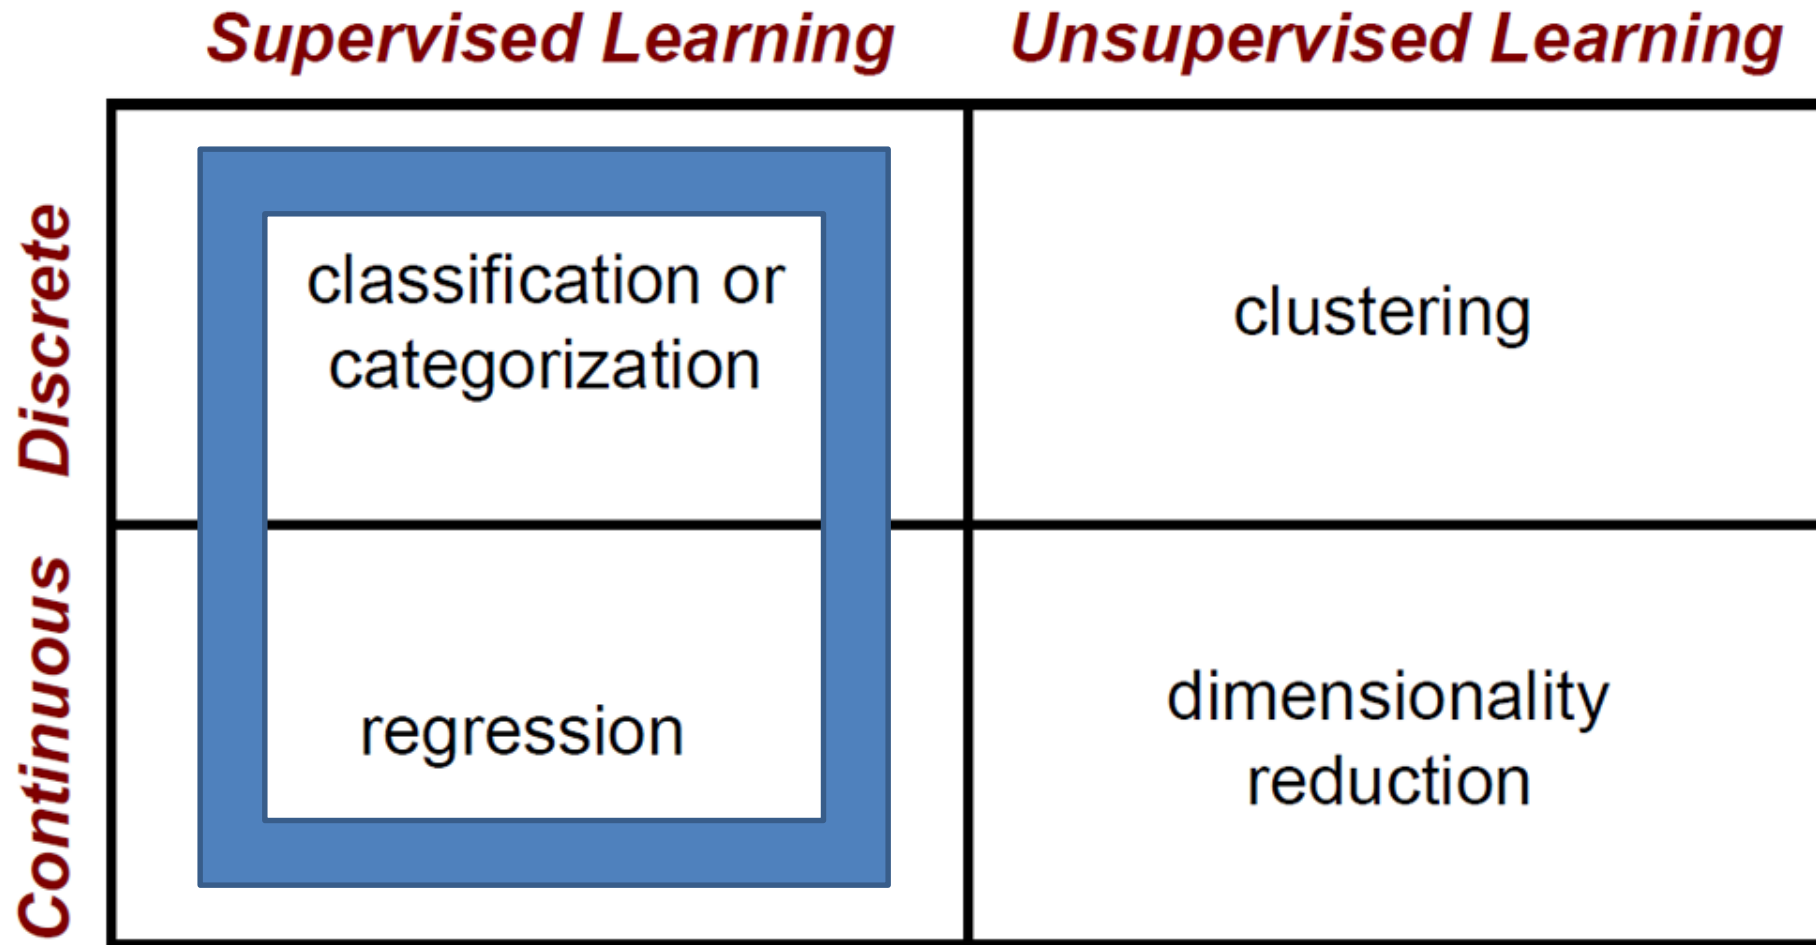 Supervised Learning
Unsupervised Learning
Discrete
classification or
categorization
clustering
Continuous
regression
dimensionality
reduction